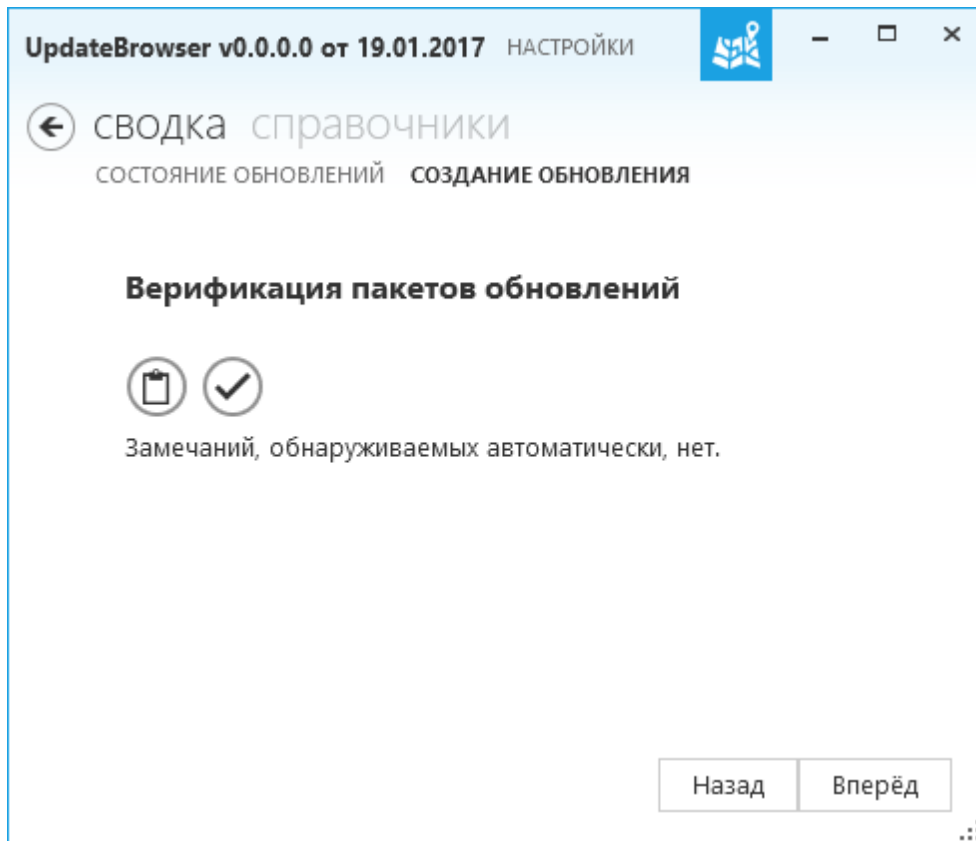 UpdateBrowser v0.0.0.0 от 19.01.2017 НАСТРОЙКИ
сводка справочники
СОСТОЯНИЕ ОБНОВЛЕНИЙ СОЗДАНИЕ ОБНОВЛЕНИЯ
Верификация пакетов обновлений
Замечаний, обнаруживаемых автоматически, нет.
Назад Вперёд